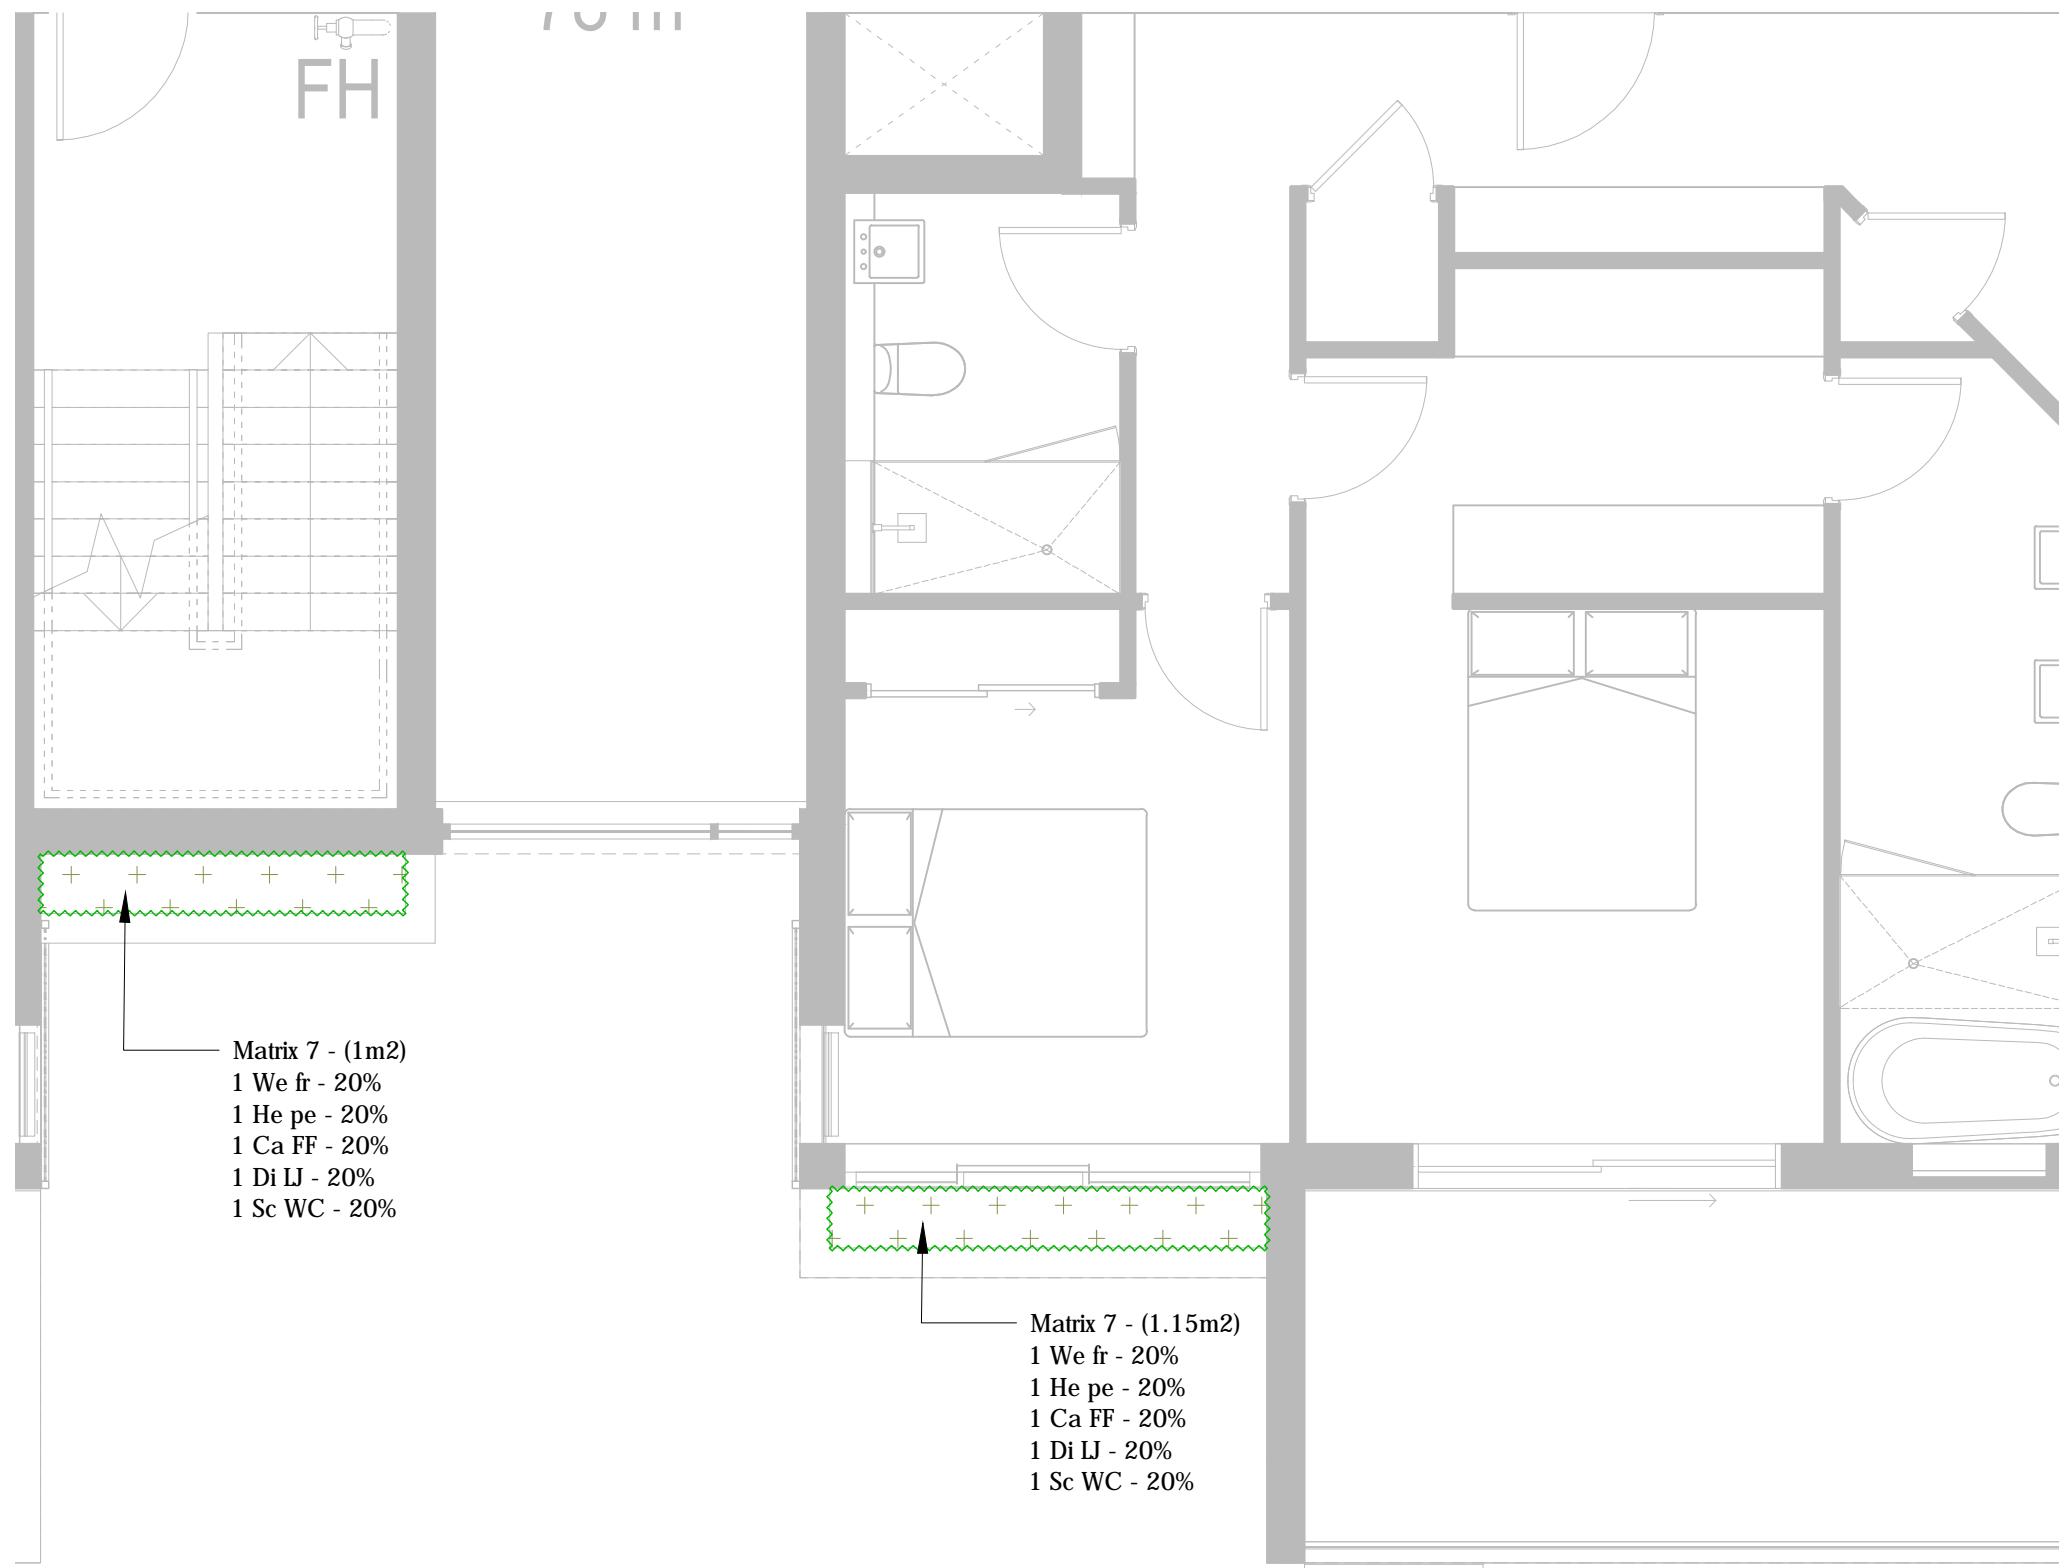 FH
Matrix 7 - (1m2)
1 We fr - 20%
1 He pe - 20%
1 Ca FF - 20%
1 Di LJ - 20%
1 Sc WC - 20%
Matrix 7 - (1.15m2)
1 We fr - 20%
1 He pe - 20%
1 Ca FF - 20%
1 Di LJ - 20%
1 Sc WC - 20%